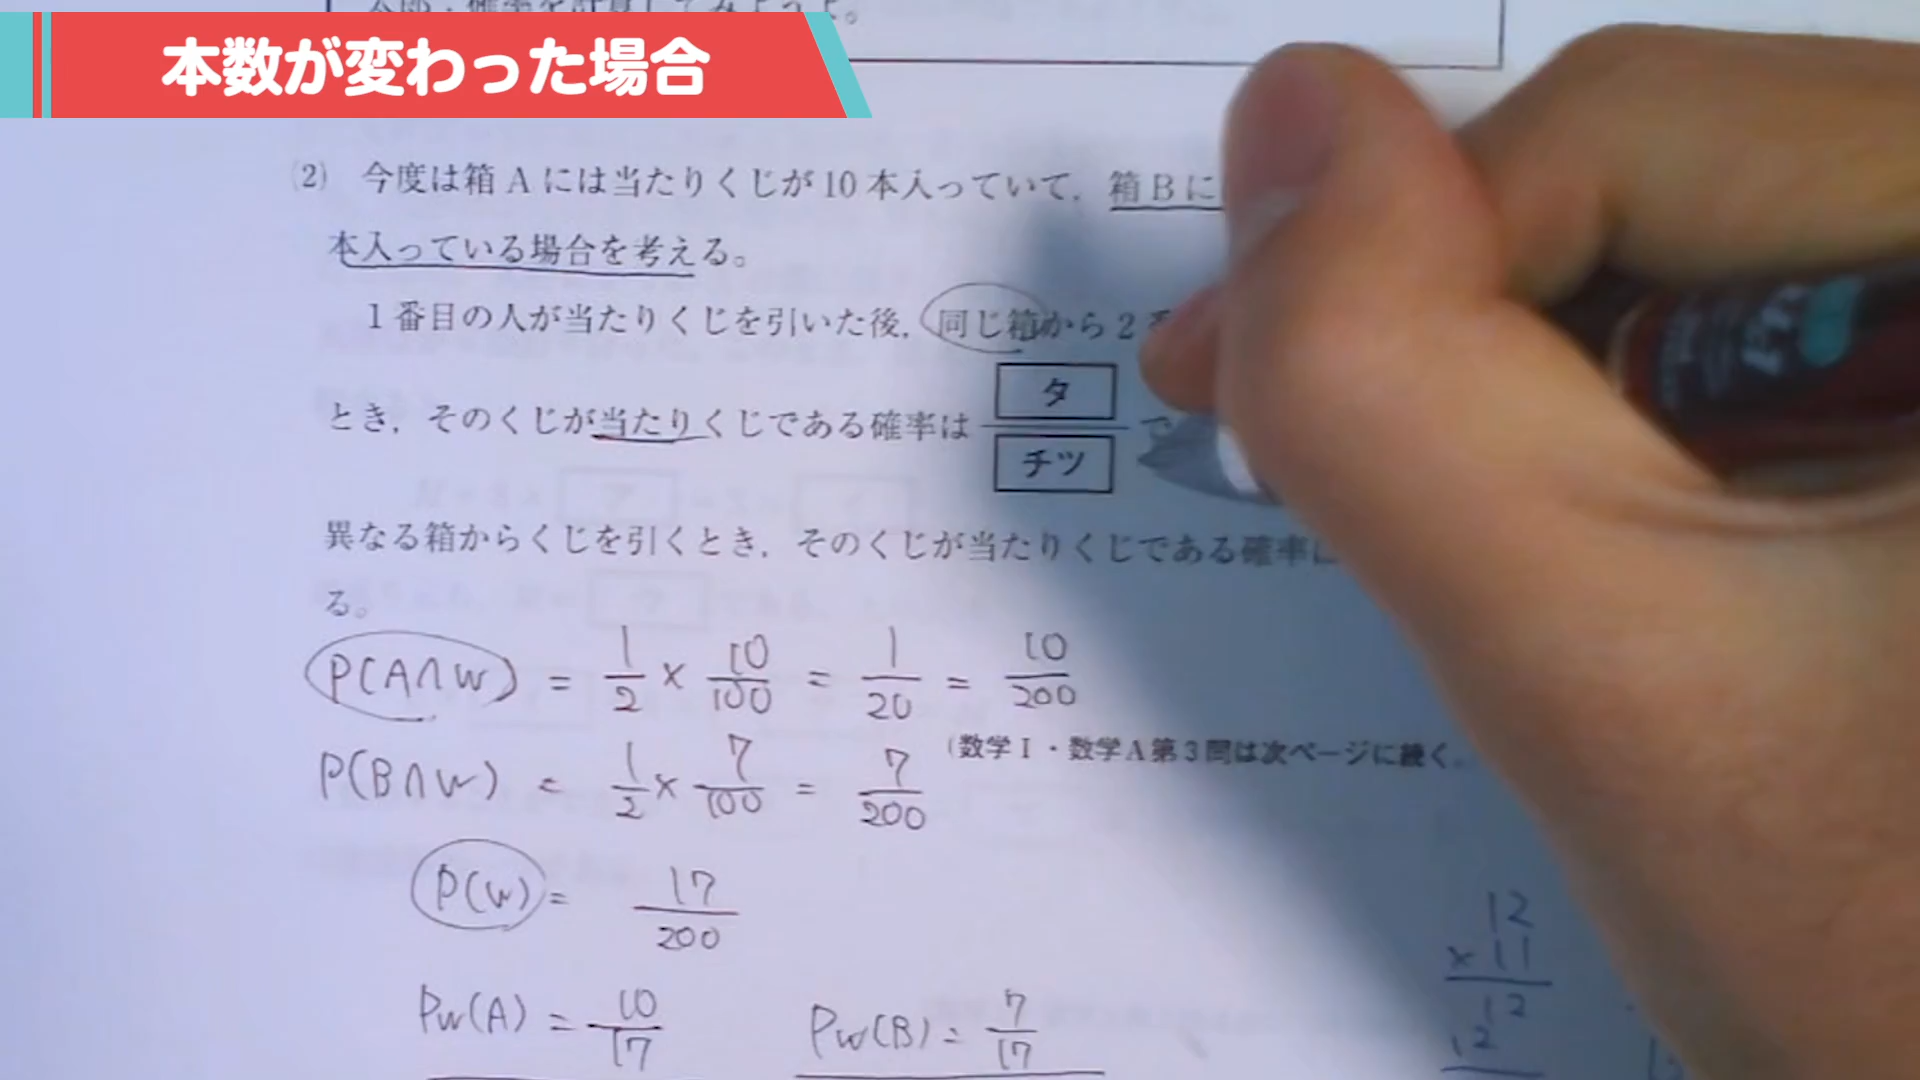 本数が変わった場合
(2) 今度は箱Aには当たりくじが10本入っていて,箱Bに
本入っている場合を考える。
1番目の人が当たりくじを引いた後,同じ箱から2
とき,そのくじが当たりくじである確率は タ/チツ で
異なる箱からくじを引くとき,そのくじが当たりくじである確率
る。
P(A∩W) = 1/2 × 10/100 = 1/20 = 10/200
(数学I・数学A第3問は次ページに続く。
P(B∩W) = 1/2 × 7/100 = 7/200
P(W) = 17/200
Pw(A) = 10/17 Pw(B) = 7/17
12
×11
12
12